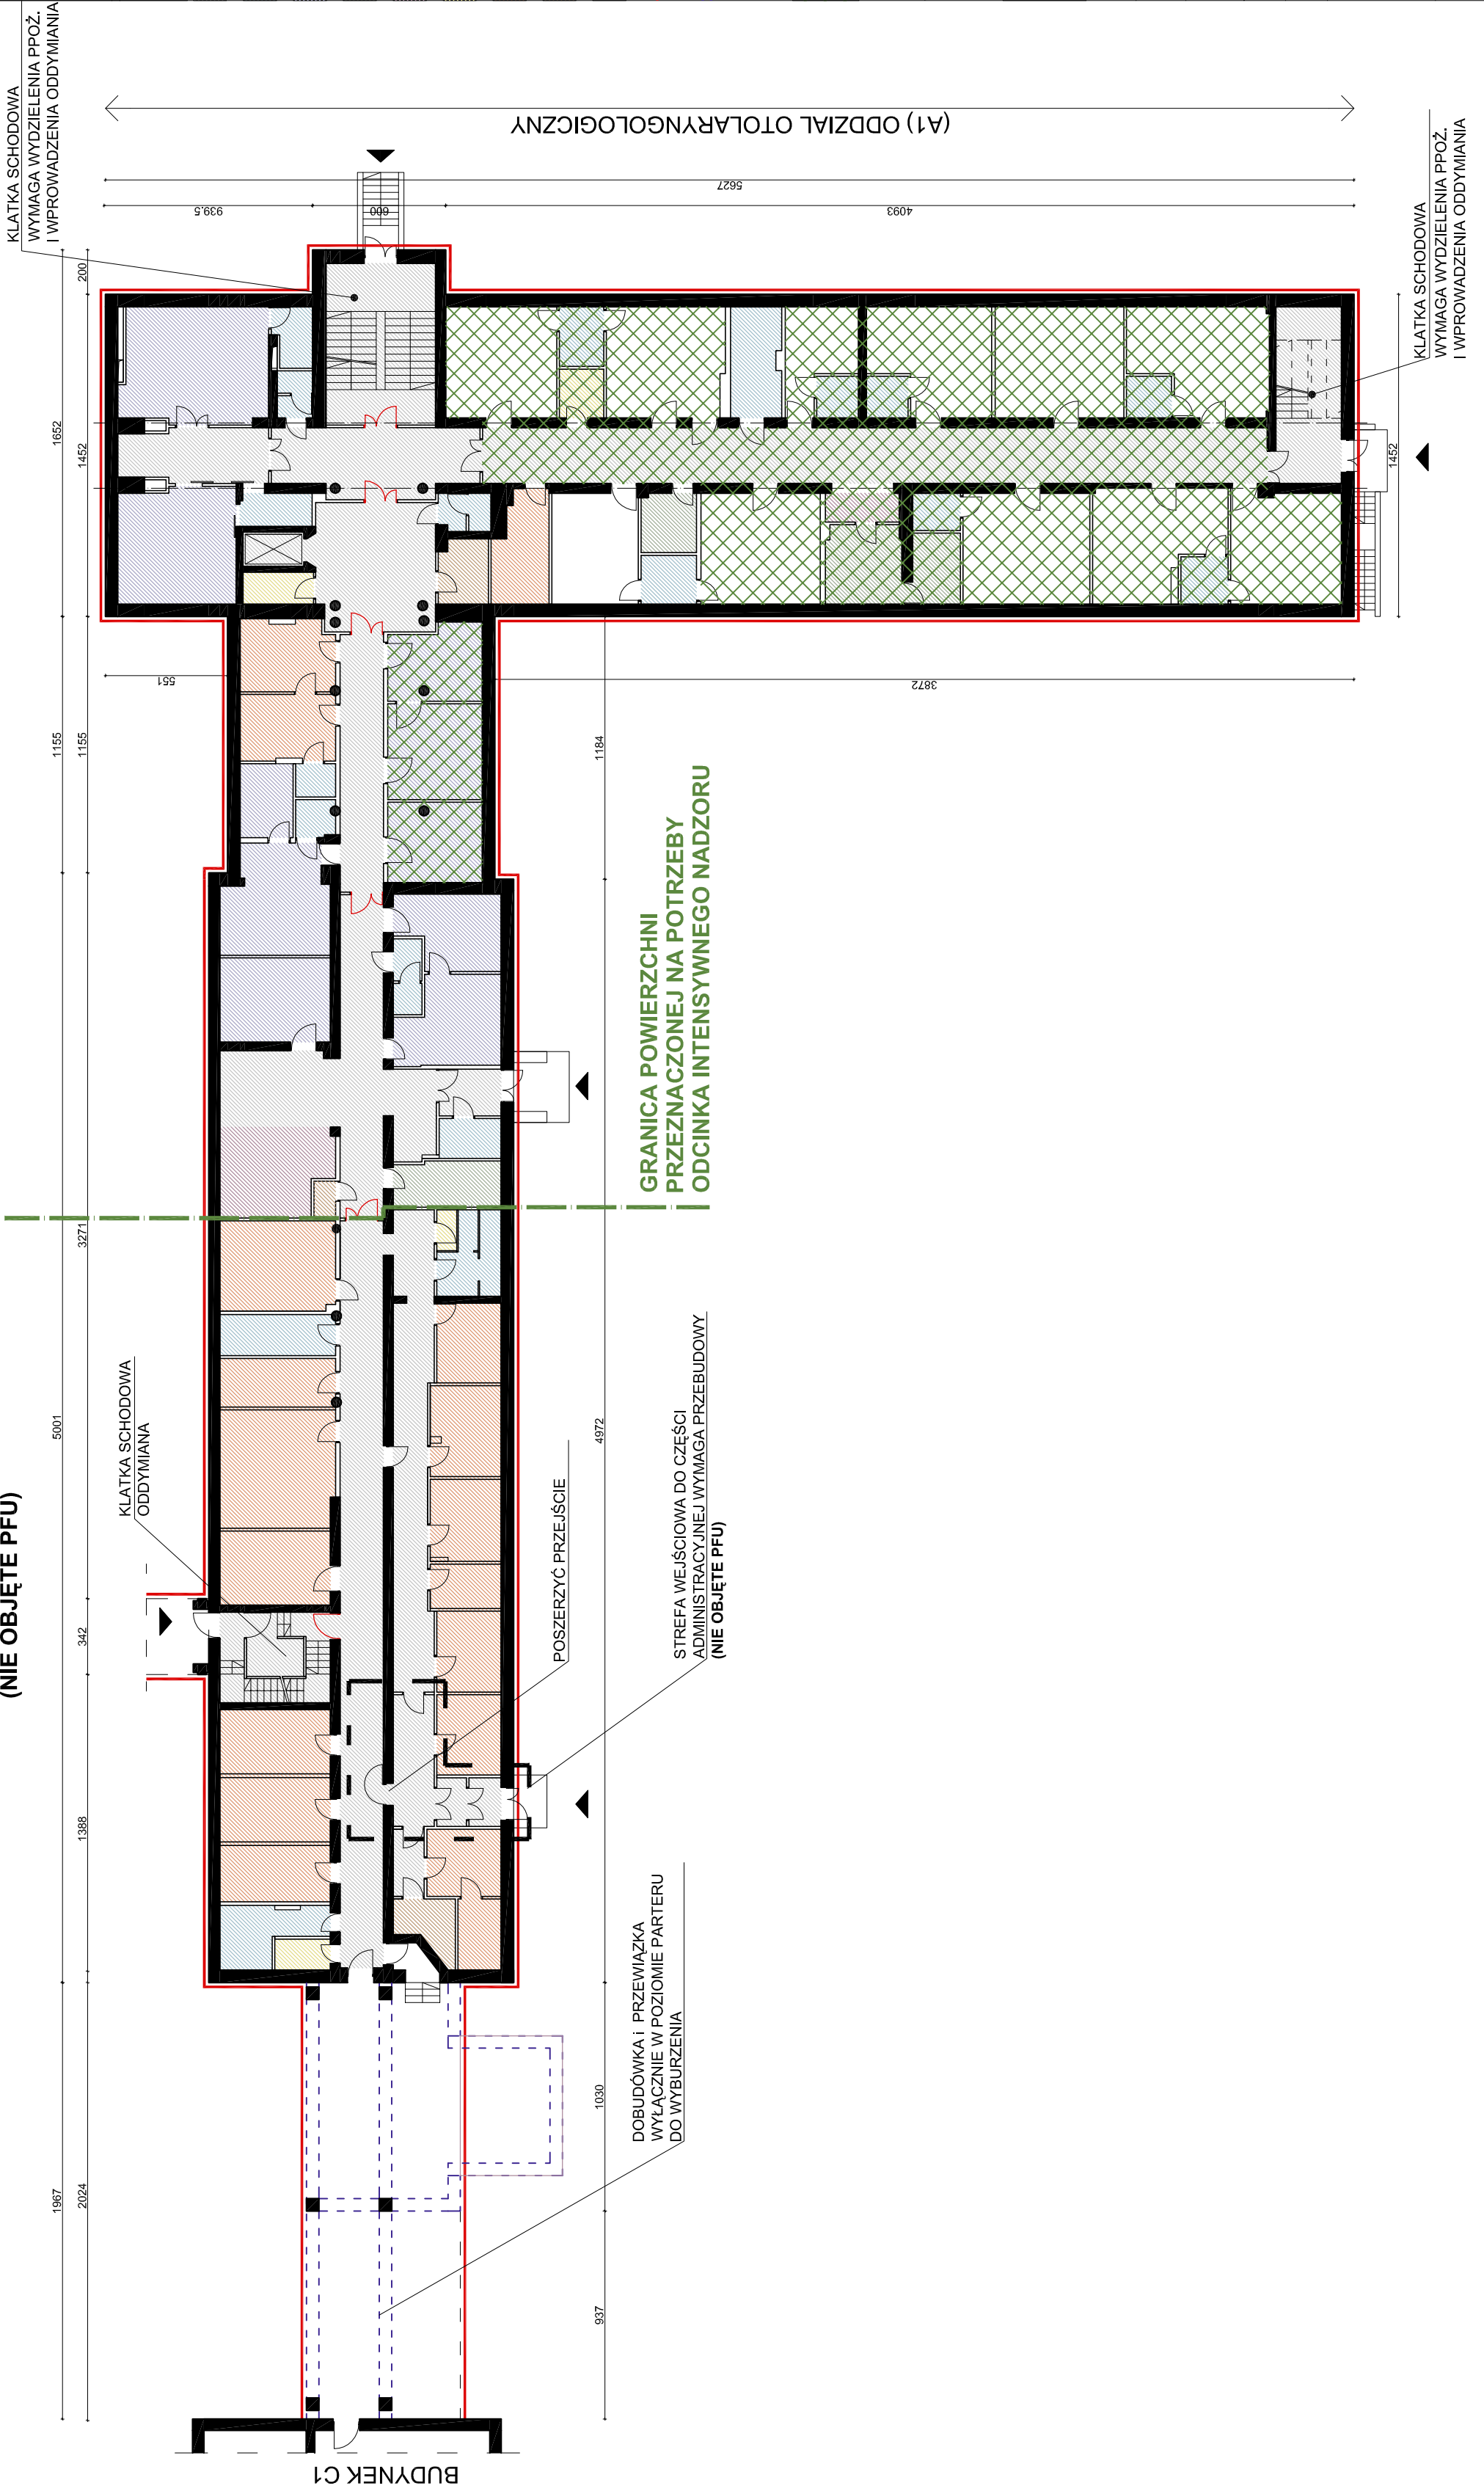 KLATKA SCHODOWA
WYMAGA WYDZIELENIA PPOŻ.
I WPROWADZENIA ODDYMIANIA
(A1) ODDZIAŁ OTOLARYNGOLOGICZNY
5627
939.5
600
4093
200
1652
1452
KLATKA SCHODOWA
WYMAGA WYDZIELENIA PPOŻ.
I WPROWADZENIA ODDYMIANIA
1452
551
3872
1155
1155
1184
GRANICA POWIERZCHNI
PRZEZNACZONEJ NA POTRZEBY
ODCINKA INTENSYWNEGO NADZORU
3271
5001
4972
KLATKA SCHODOWA
ODDYMIANA
(NIE OBJĘTE PFU)
POSZERZYĆ PRZEJŚCIE
STREFA WEJŚCIOWA DO CZĘŚCI
ADMINISTRACYJNEJ WYMAGA PRZEBUDOWY
(NIE OBJĘTE PFU)
342
1388
DOBUDÓWKA i PRZEWIĄZKA
WYŁĄCZNIE W POZIOMIE PARTERU
DO WYBURZENIA
1967
2024
1030
937
BUDYNEK C1